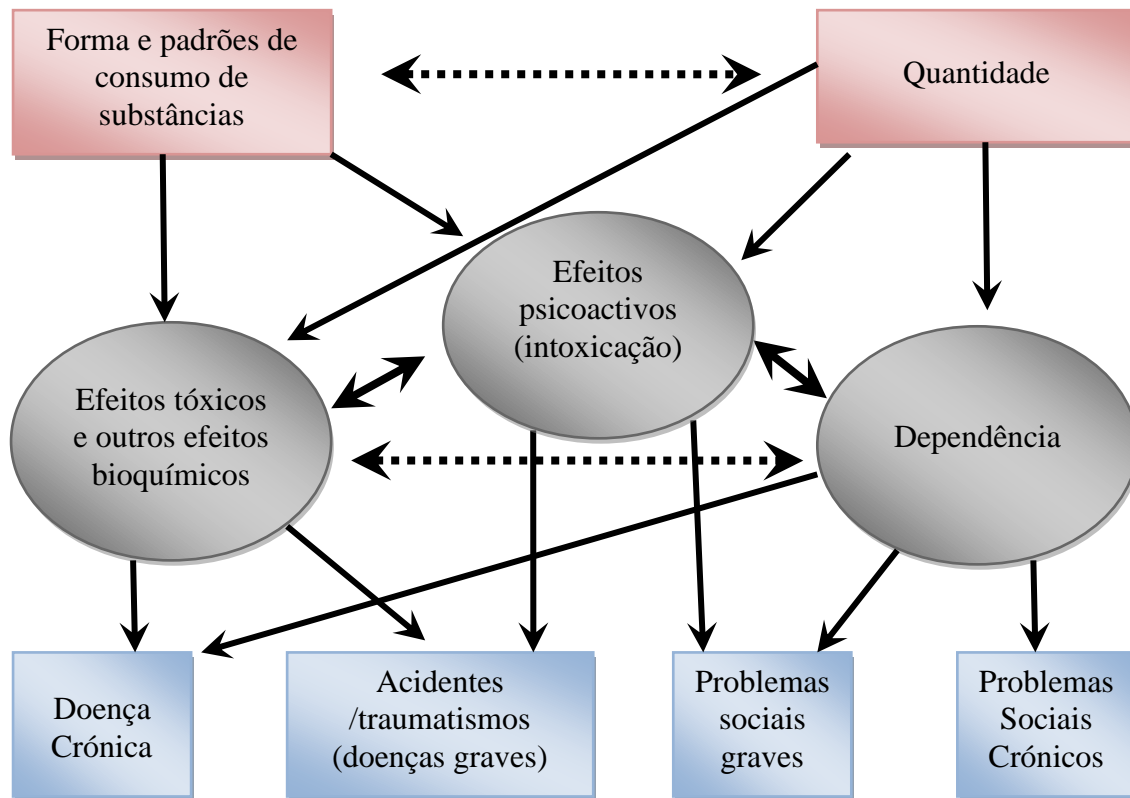 Forma e padrões de
consumo de
substâncias
Quantidade
Efeitos
psicoactivos
(intoxicação)
Efeitos tóxicos
e outros efeitos
bioquímicos
Dependência
Doença
Crónica
Acidentes
/traumatismos
(doenças graves)
Problemas
sociais
graves
Problemas
Sociais
Crónicos